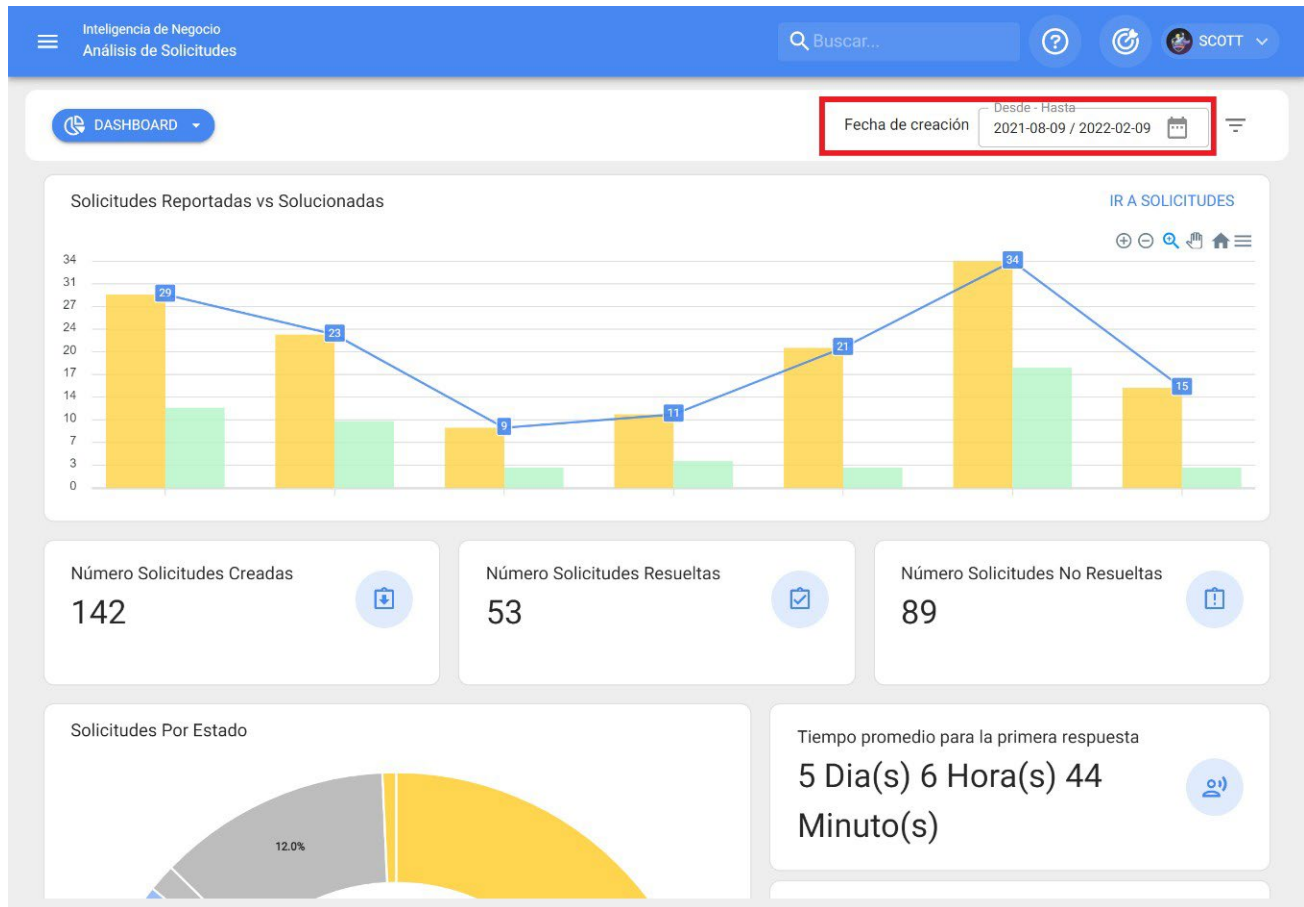 Inteligencia de Negocio
Análisis de Solicitudes
Buscar...
SCOTT
DASHBOARD
Fecha de creación
Desde - Hasta
2021-08-09 / 2022-02-09
Solicitudes Reportadas vs Solucionadas
IR A SOLICITUDES
34
31
27
24
20
17
14
10
7
3
0
29
23
9
11
21
34
15
Número Solicitudes Creadas
142
Número Solicitudes Resueltas
53
Número Solicitudes No Resueltas
89
Solicitudes Por Estado
12.0%
Tiempo promedio para la primera respuesta
5 Dia(s) 6 Hora(s) 44
Minuto(s)